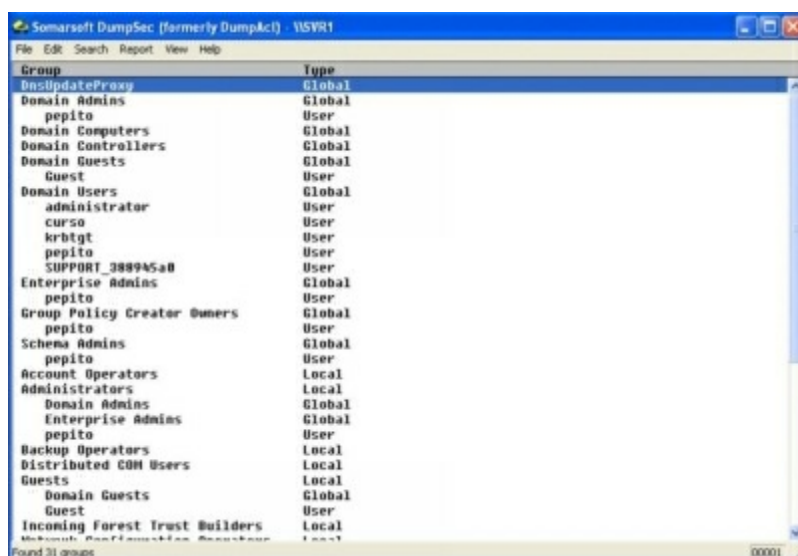 Somarsoft DumpSec (formerly DumpAcl) - \\SVR1
File Edit Search Report View Help
Group Type
DnsUpdateProxy Global
Domain Admins Global
pepito User
Domain Computers Global
Domain Controllers Global
Domain Guests Global
Guest User
Domain Users Global
administrator User
curso User
krbtgt User
pepito User
SUPPORT_388945a0 User
Enterprise Admins Global
pepito User
Group Policy Creator Owners Global
pepito User
Schema Admins Global
pepito User
Account Operators Local
Administrators Local
Domain Admins Global
Enterprise Admins Global
pepito User
Backup Operators Local
Distributed COM Users Local
Guests Local
Domain Guests Global
Guest User
Incoming Forest Trust Builders Local
Network Configuration Operators Local
Found 31 groups 00001